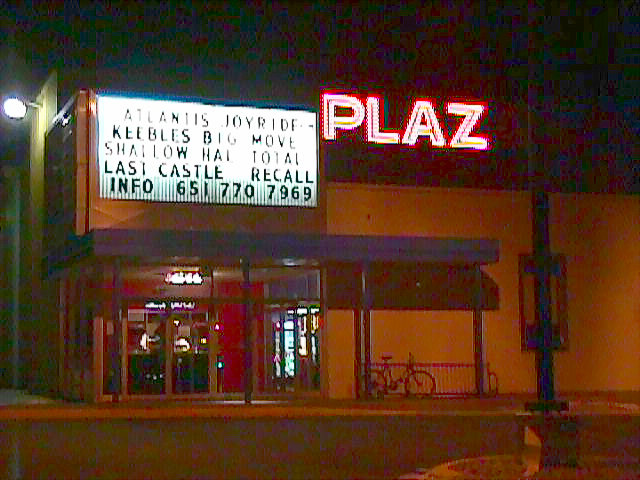 PLAZ
ATLANTIS JOYRIDE
KEEBLES BIG MOVE
SHALLOW HAL TOTAL
LAST CASTLE RECALL
INFO 651 770 7969